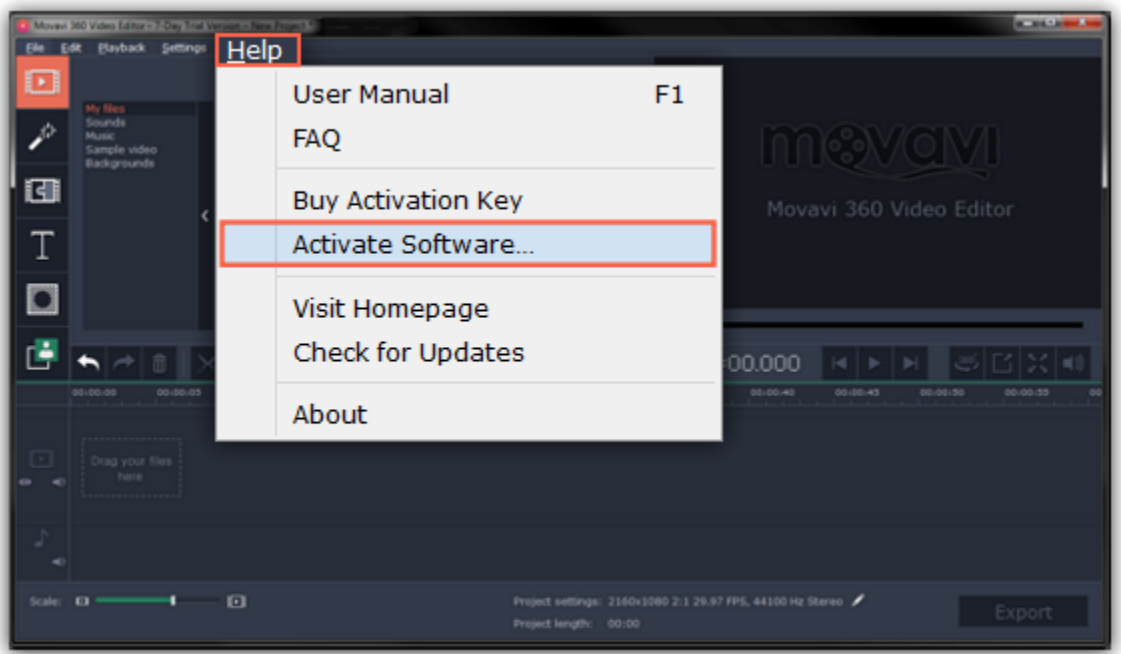 Movavi 360 Video Editor – 7-Day Trial Version – New Project *
File Edit Playback Settings Help
User Manual F1
FAQ
Buy Activation Key
Activate Software...
Visit Homepage
Check for Updates
About
My files
Sounds
Music
Sample video
Backgrounds
movavi
Movavi 360 Video Editor
00.000
00:00:00 00:00:05 00:00:40 00:00:45 00:00:50 00:00:55 00
Drag your files
here
Scale:
Project settings: 2160x1080 2:1 29.97 FPS, 44100 Hz Stereo
Project length: 00:00
Export